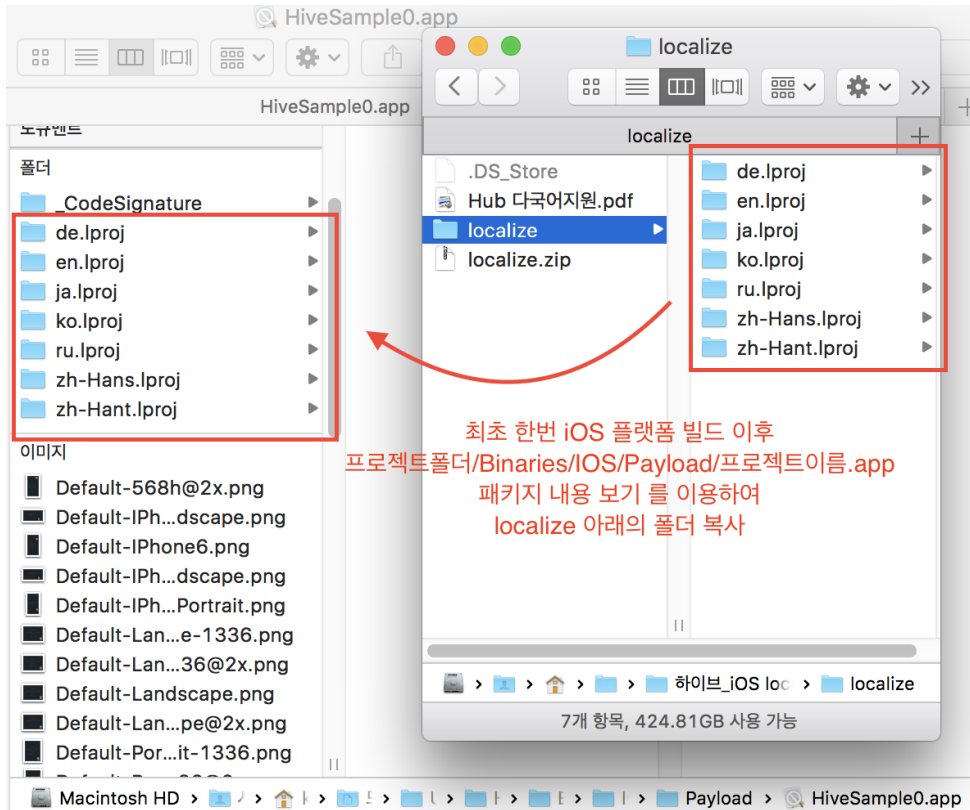 HiveSample0.app
HiveSample0.app
도큐멘트
폴더
_CodeSignature
de.lproj
en.lproj
ja.lproj
ko.lproj
ru.lproj
zh-Hans.lproj
zh-Hant.lproj
이미지
Default-568h@2x.png
Default-IPh...dscape.png
Default-IPhone6.png
Default-IPh...dscape.png
Default-IPh...Portrait.png
Default-Lan...e-1336.png
Default-Lan...36@2x.png
Default-Landscape.png
Default-Lan...pe@2x.png
Default-Por...it-1336.png
localize
localize
.DS_Store
Hub 다국어지원.pdf
localize
localize.zip
de.lproj
en.lproj
ja.lproj
ko.lproj
ru.lproj
zh-Hans.lproj
zh-Hant.lproj
최초 한번 iOS 플랫폼 빌드 이후
프로젝트폴더/Binaries/IOS/Payload/프로젝트이름.app
패키지 내용 보기 를 이용하여
localize 아래의 폴더 복사
하이브_iOS loc localize
7개 항목, 424.81GB 사용 가능
Macintosh HD Payload HiveSample0.app